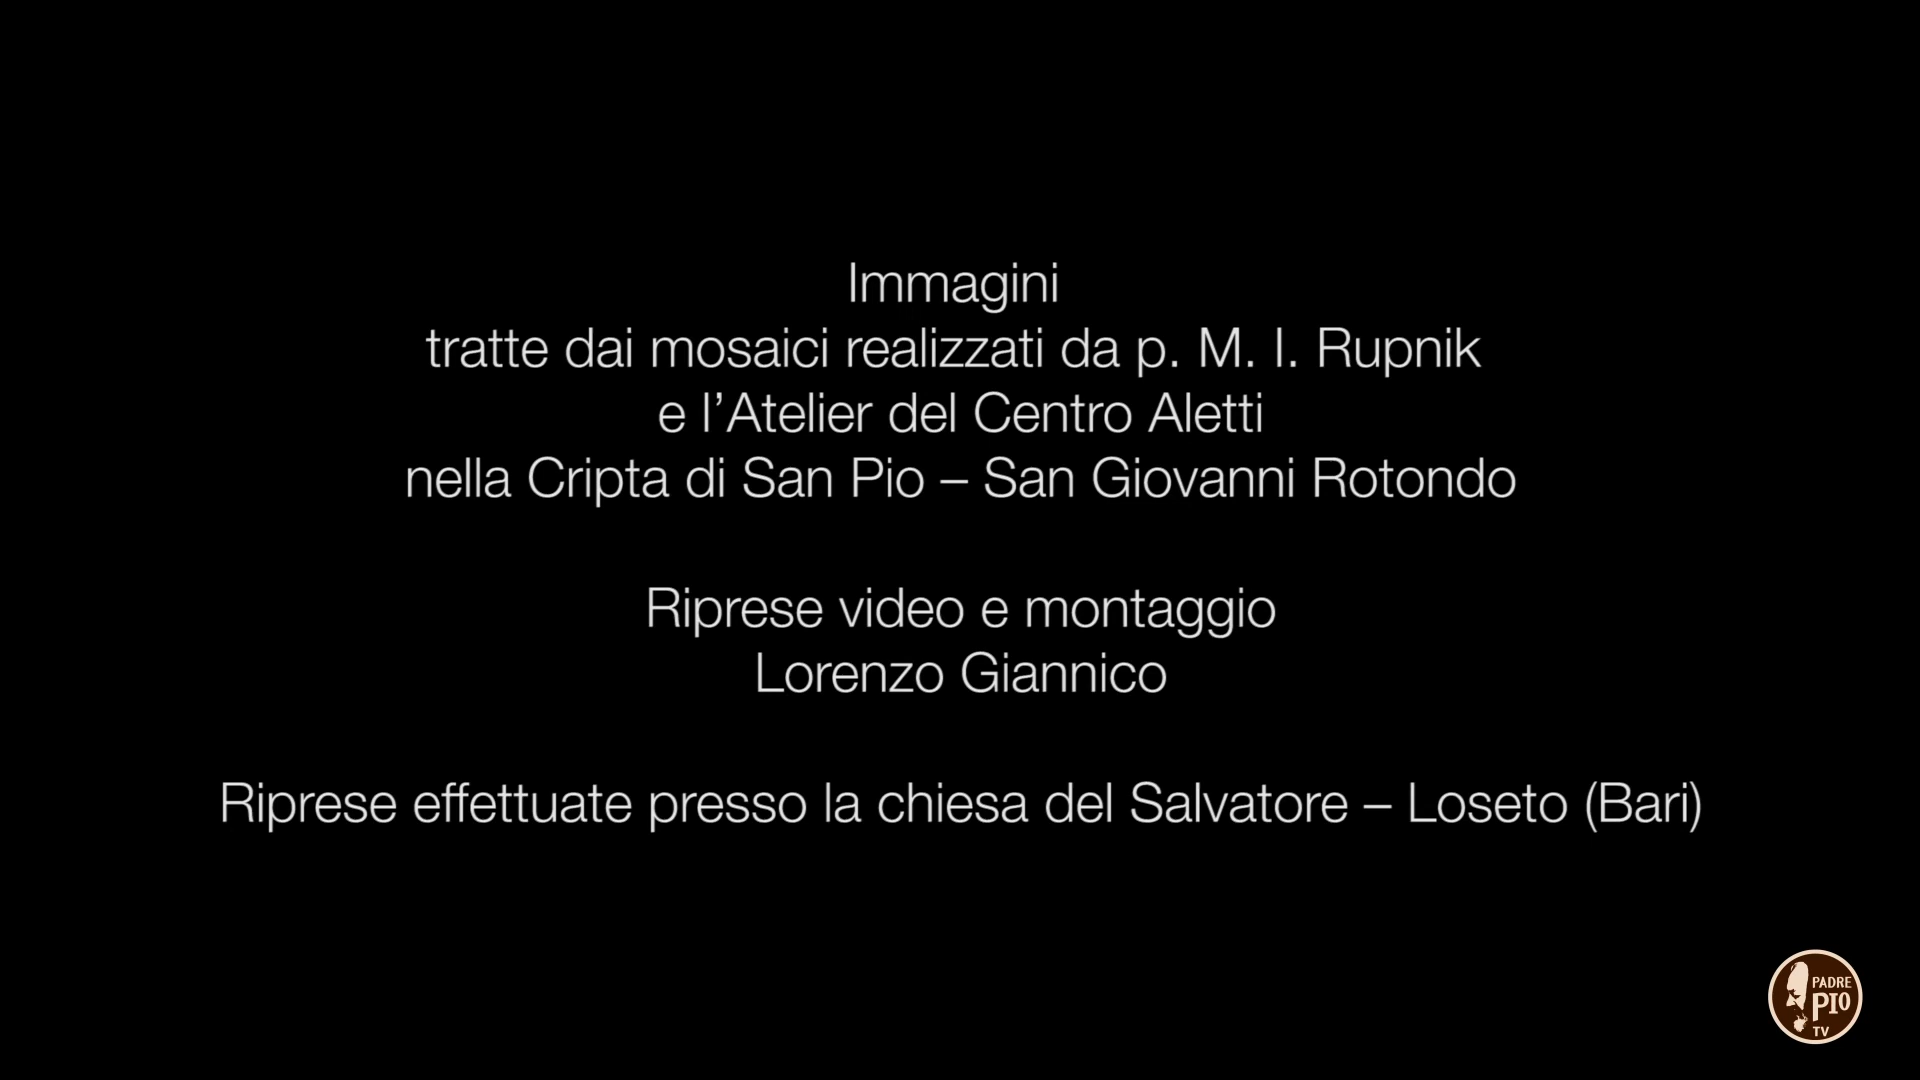 Immagini
tratte dai mosaici realizzati da p. M. I. Rupnik
e l’Atelier del Centro Aletti
nella Cripta di San Pio – San Giovanni Rotondo
Riprese video e montaggio
Lorenzo Giannico
Riprese effettuate presso la chiesa del Salvatore – Loseto (Bari)
PADRE
PIO
TV